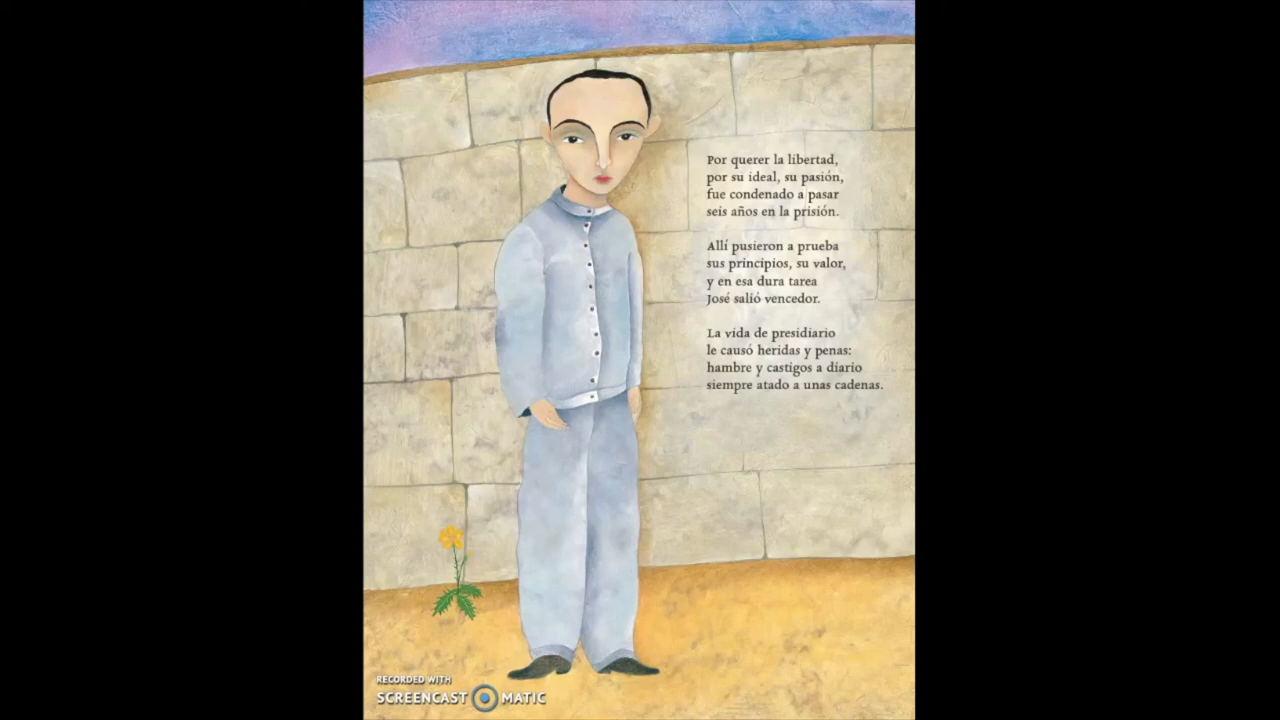 Por querer la libertad,
por su ideal, su pasión,
fue condenado a pasar
seis años en la prisión.
Allí pusieron a prueba
sus principios, su valor,
y en esa dura tarea
José salió vencedor.
La vida de presidiario
le causó heridas y penas:
hambre y castigos a diario
siempre atado a unas cadenas.
RECORDED WITH
SCREENCAST MATIC